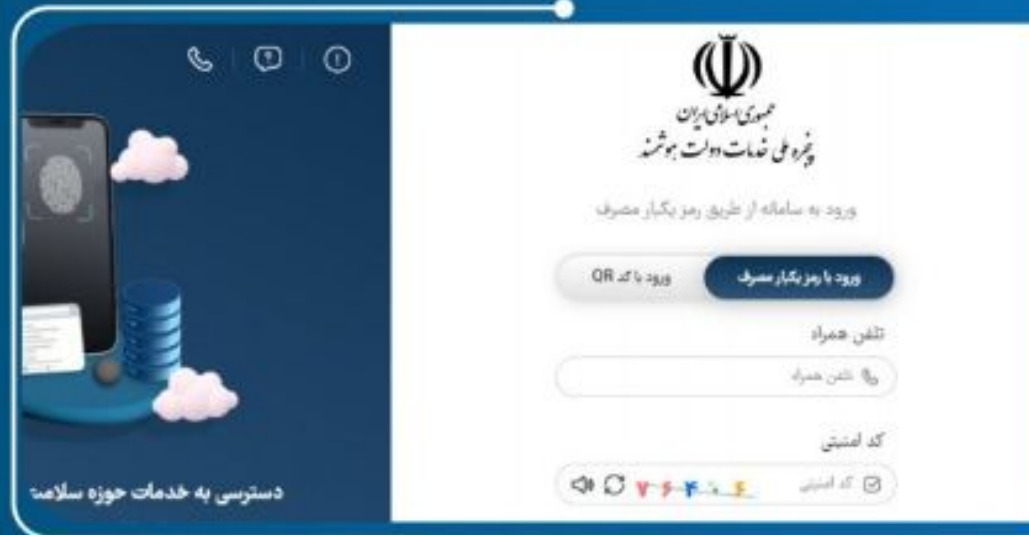 جمهوری اسلامی ایران
پنجره ملی خدمات دولت هوشمند
ورود به سامانه از طریق رمز یکبار مصرف
ورود با رمز یکبار مصرف
ورود با کد QR
تلفن همراه
تلفن همراه
کد امنیتی
کد امنیتی
۷۶۴۰۶
دسترسی به خدمات حوزه سلامت